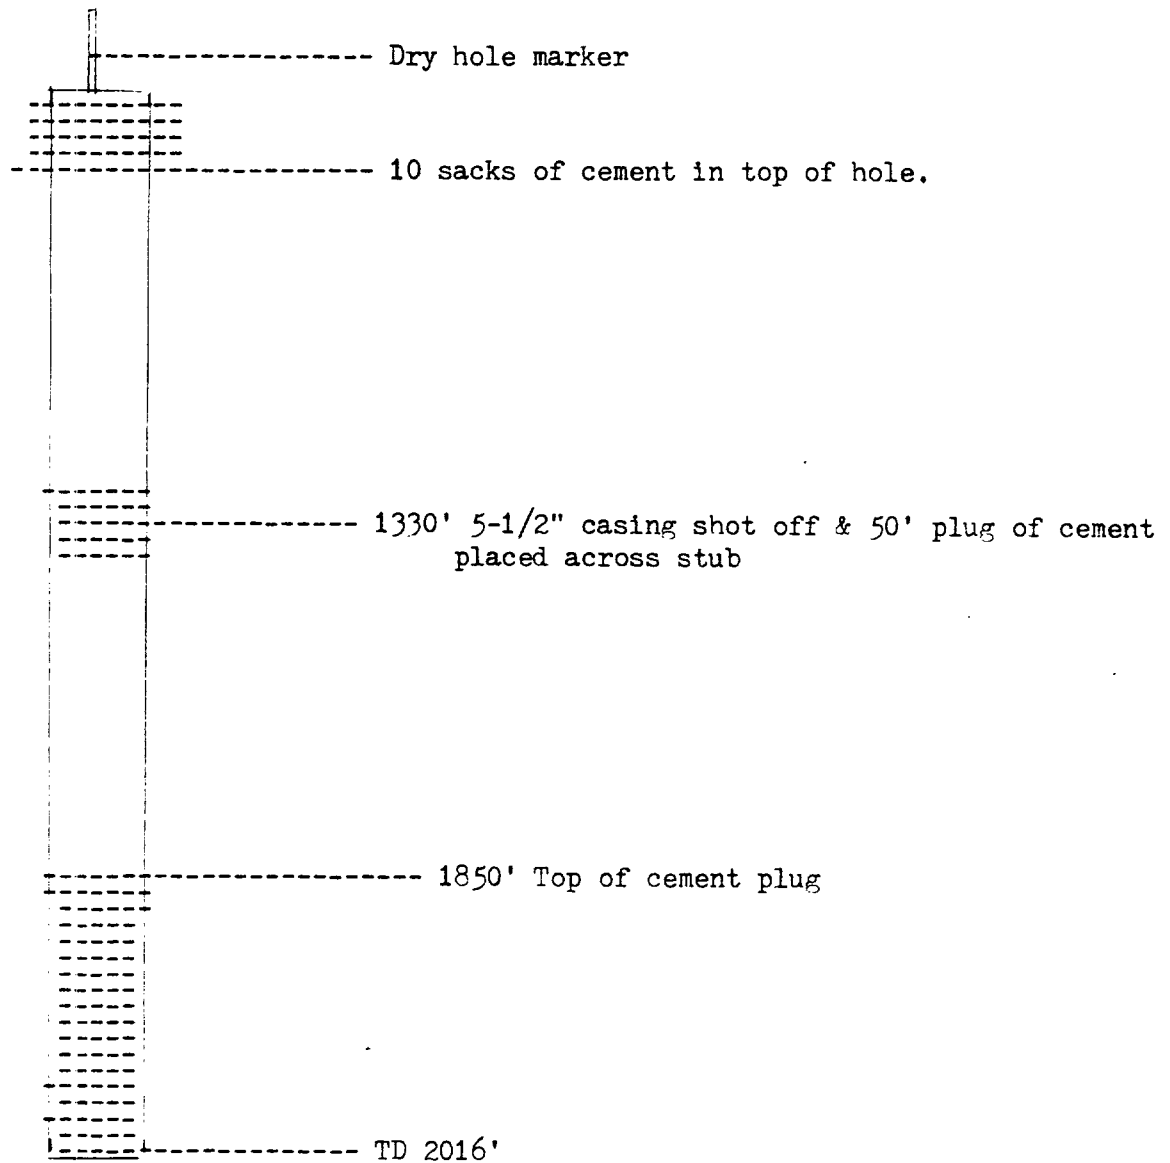 Dry hole marker
10 sacks of cement in top of hole.
1330' 5-1/2" casing shot off & 50' plug of cement
placed across stub
1850' Top of cement plug
TD 2016'